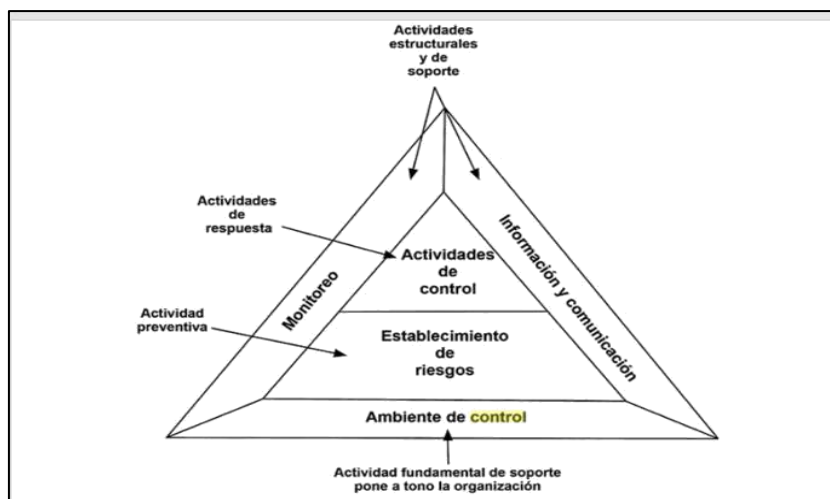 Actividades
estructurales
y de
soporte
Actividades
de
respuesta
Actividades
de
control
Monitoreo
Información y comunicación
Actividad
preventiva
Establecimiento
de
riesgos
Ambiente de control
Actividad fundamental de soporte
pone a tono la organización